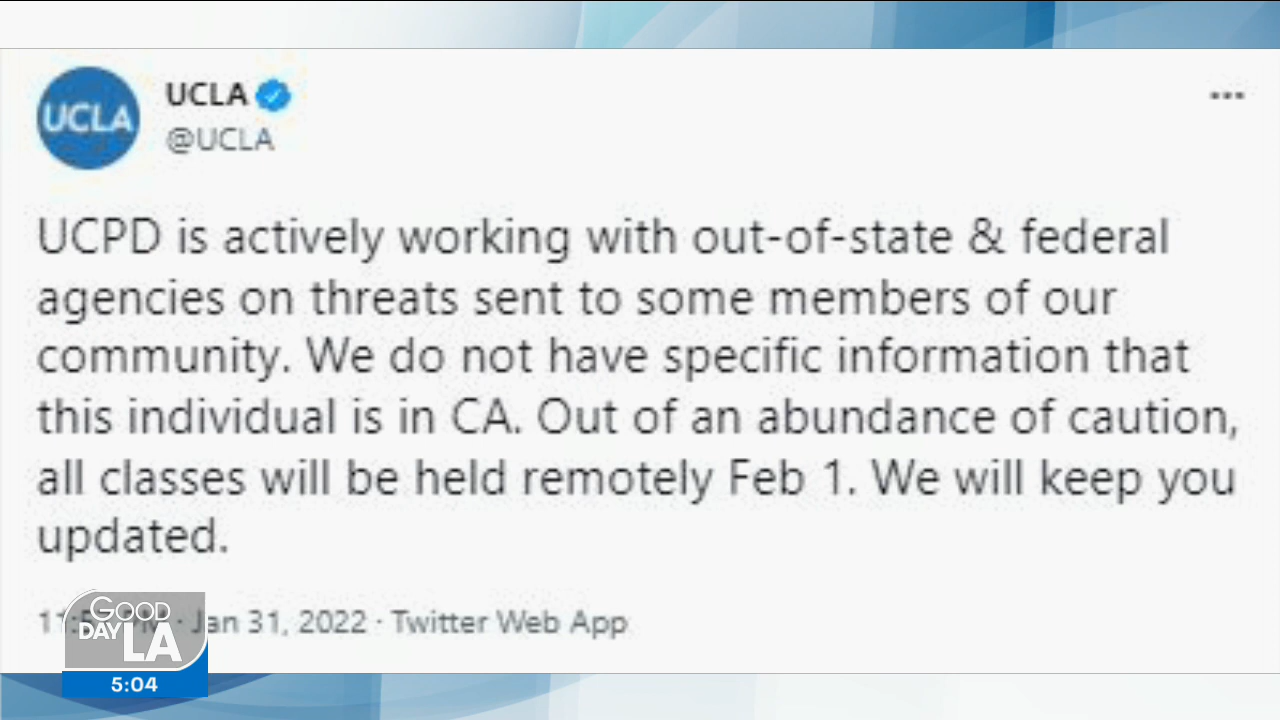 UCLA
UCLA
@UCLA
UCPD is actively working with out-of-state & federal
agencies on threats sent to some members of our
community. We do not have specific information that
this individual is in CA. Out of an abundance of caution,
all classes will be held remotely Feb 1. We will keep you
updated.
PM · Jan 31, 2022 · Twitter Web App
GOOD
DAY LA
5:04